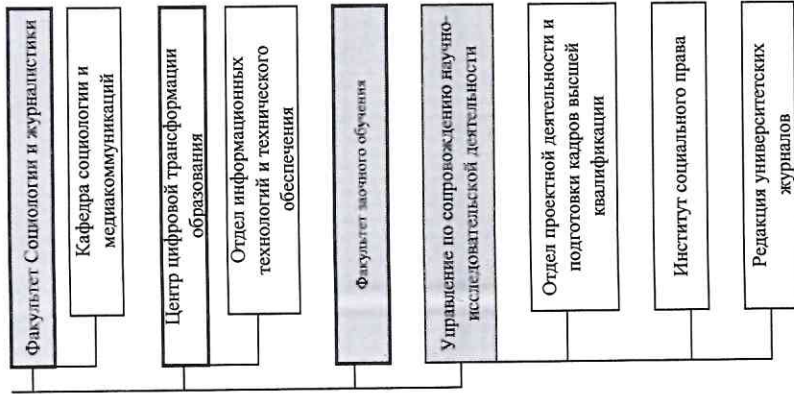 Факультет Социологии и журналистики
Кафедра социологии и
медиакоммуникаций
Центр цифровой трансформации
образования
Отдел информационных
технологий и технического
обеспечения
Факультет заочного обучения
Управление по сопровождению научно-
исследовательской деятельности
Отдел проектной деятельности и
подготовки кадров высшей
квалификации
Институт социального права
Редакция университетских
журналов